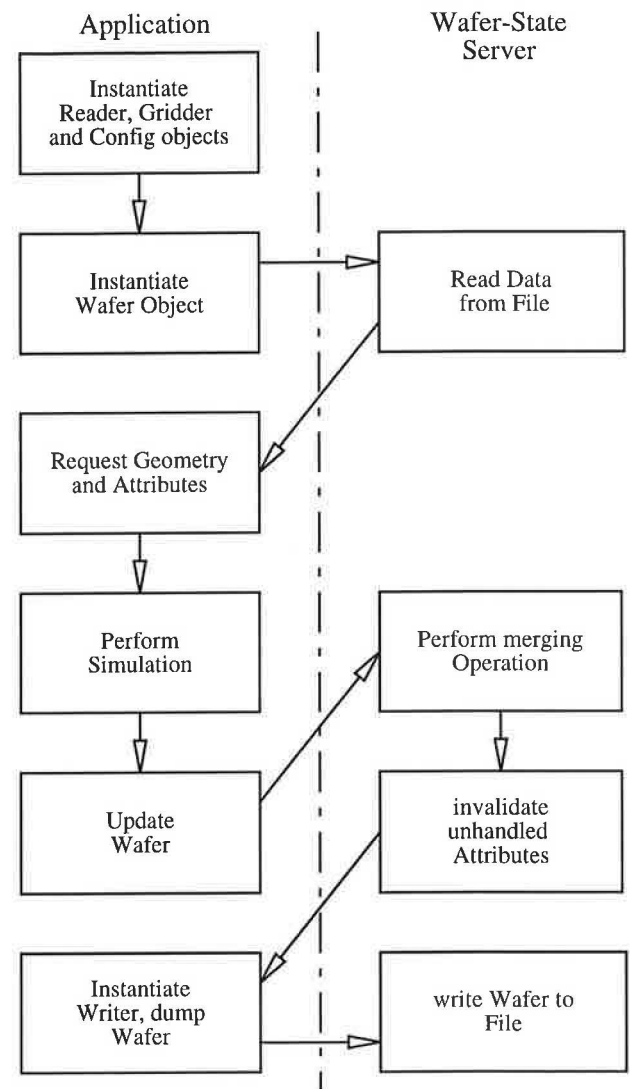 Application
Wafer-State
Server
Instantiate
Reader, Gridder
and Config objects
Instantiate
Wafer Object
Read Data
from File
Request Geometry
and Attributes
Perform
Simulation
Perform merging
Operation
Update
Wafer
invalidate
unhandled
Attributes
Instantiate
Writer, dump
Wafer
write Wafer to
File